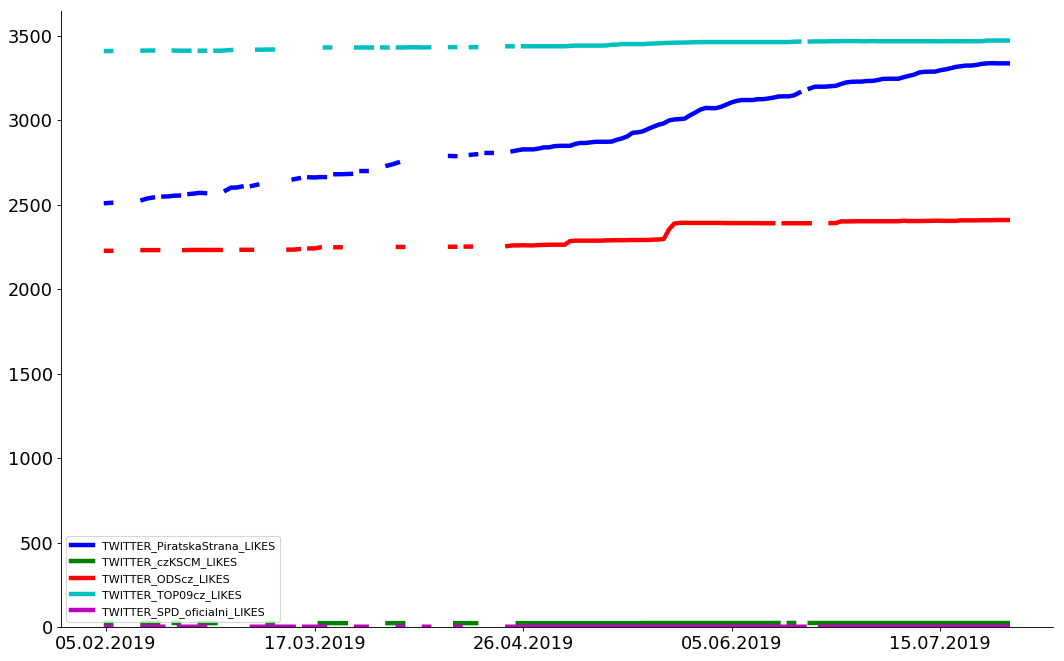 3500
3000
2500
2000
1500
1000
500
0
TWITTER_PiratskaStrana_LIKES
TWITTER_czKSCM_LIKES
TWITTER_ODScz_LIKES
TWITTER_TOP09cz_LIKES
TWITTER_SPD_oficialni_LIKES
05.02.2019 17.03.2019 26.04.2019 05.06.2019 15.07.2019